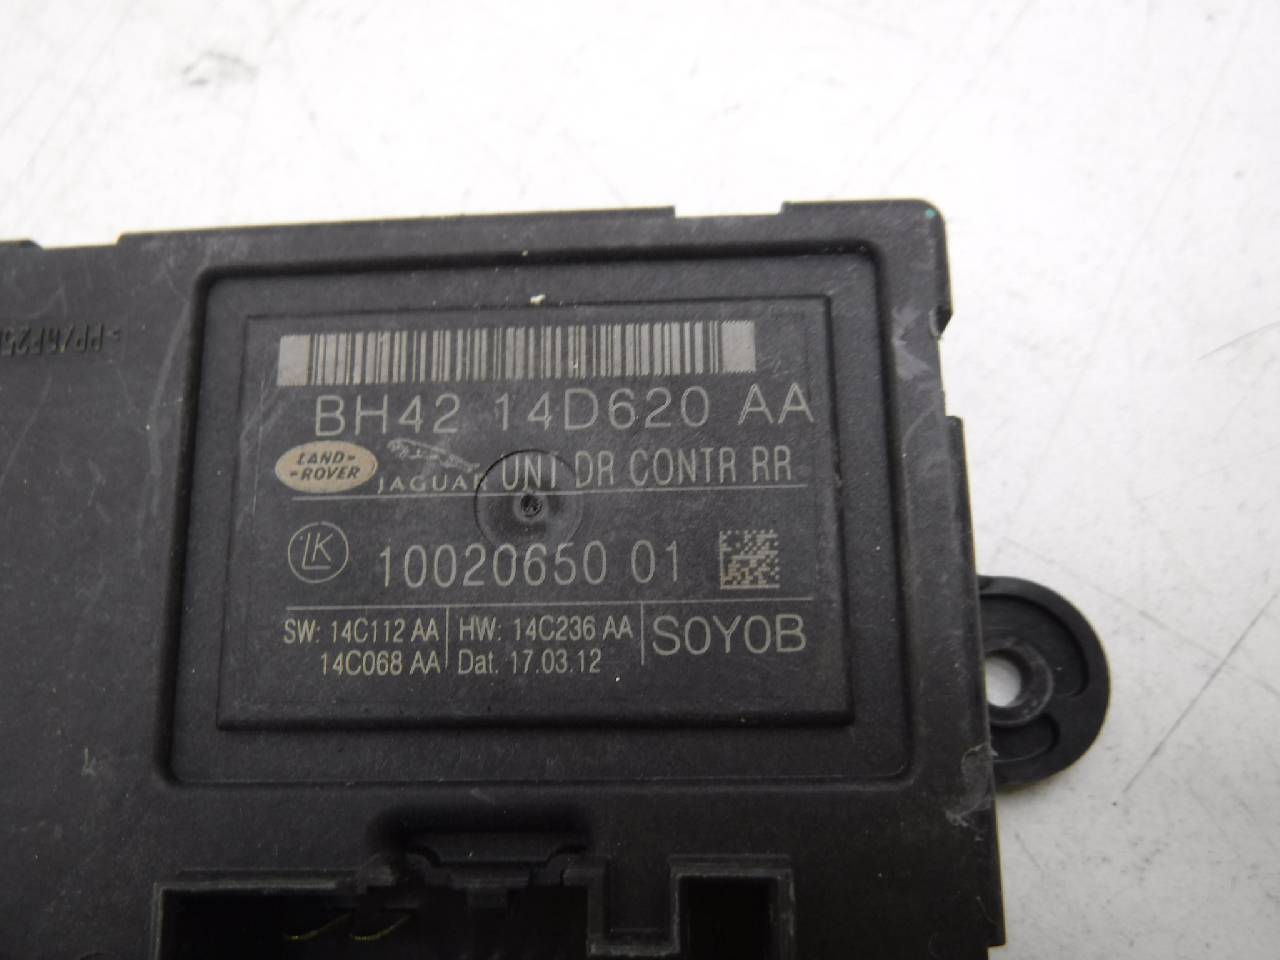 BH42 14D620 AA
LAND-
-ROVER
JAGUAR UNI DR CONTR RR
LK 10020650 01
SW: 14C112 AA HW: 14C236 AA S0Y0B
14C068 AA Dat. 17.03.12